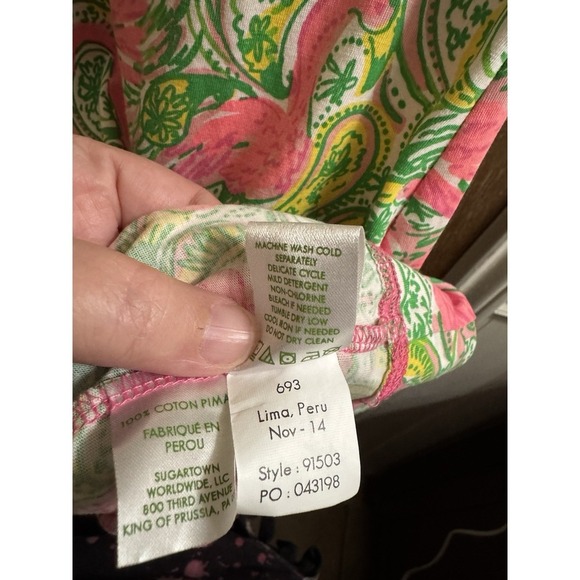 MACHINE WASH COLD
SEPARATELY
DELICATE CYCLE
MILD DETERGENT
NON-CHLORINE
BLEACH IF NEEDED
TUMBLE DRY LOW
COOL IRON IF NEEDED
DO NOT DRY CLEAN
100% COTON PIMA
FABRIQUÉ EN
PEROU
SUGARTOWN
WORLDWIDE, LLC
800 THIRD AVENUE
KING OF PRUSSIA, PA
693
Lima, Peru
Nov - 14
Style : 91503
PO : 043198